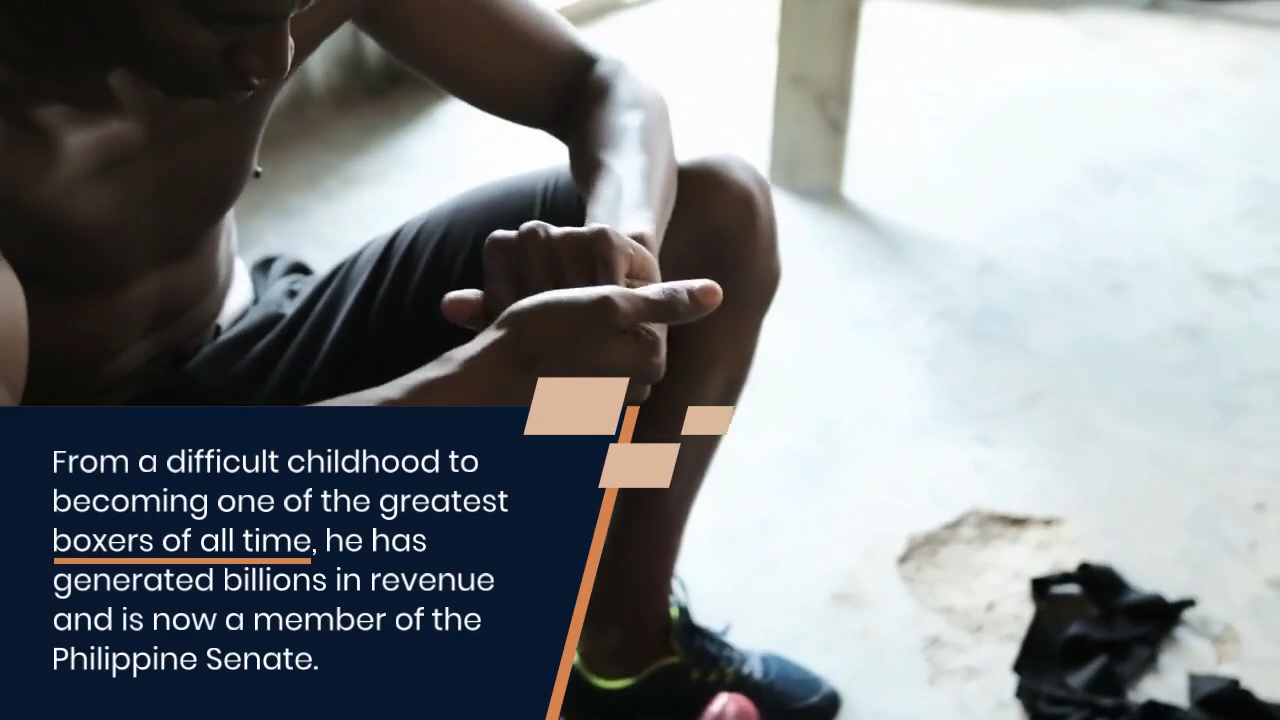 From a difficult childhood to
becoming one of the greatest
boxers of all time, he has
generated billions in revenue
and is now a member of the
Philippine Senate.